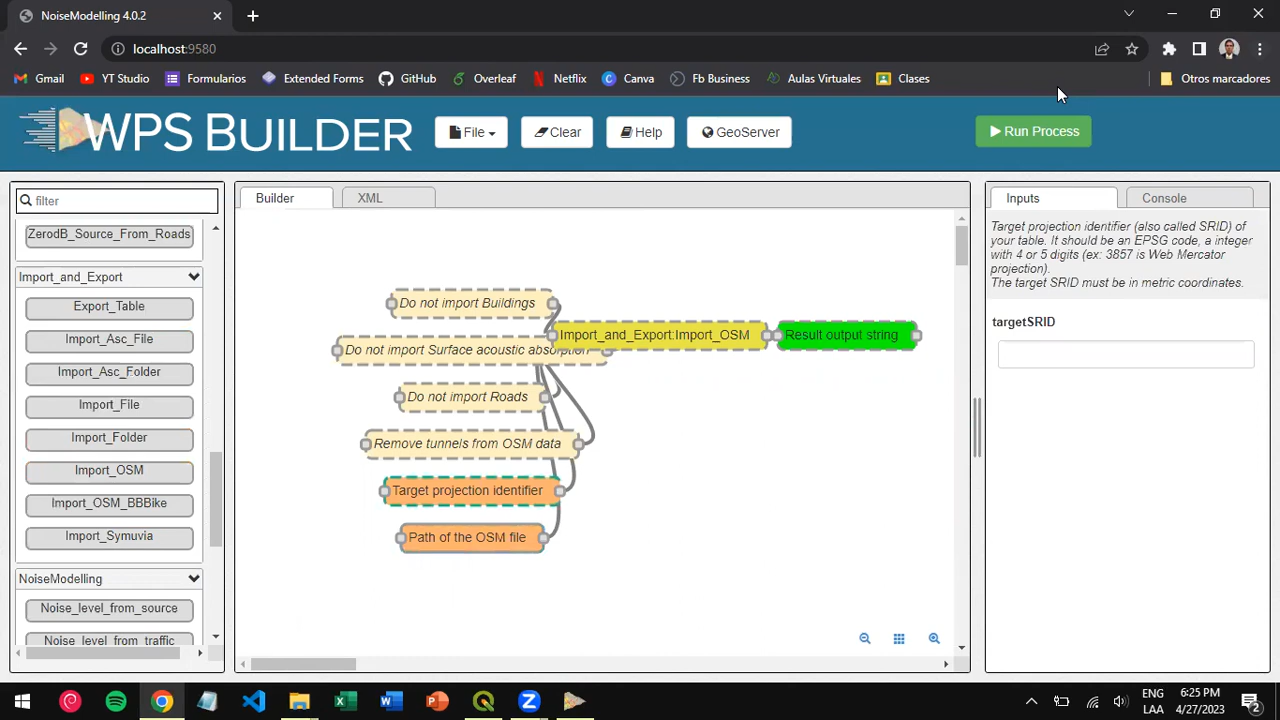 NoiseModelling 4.0.2
localhost:9580
Gmail
YT Studio
Formularios
Extended Forms
GitHub
Overleaf
Netflix
Canva
Fb Business
Aulas Virtuales
Clases
Otros marcadores
WPS BUILDER
File
Clear
Help
GeoServer
Run Process
filter
ZerodB_Source_From_Roads
Import_and_Export
Export_Table
Import_Asc_File
Import_Asc_Folder
Import_File
Import_Folder
Import_OSM
Import_OSM_BBBike
Import_Symuvia
NoiseModelling
Noise_level_from_source
Noise_level_from_traffic
Builder
XML
Do not import Buildings
Import_and_Export:Import_OSM
Result output string
Do not import Surface acoustic absorption
Do not import Roads
Remove tunnels from OSM data
Target projection identifier
Path of the OSM file
Inputs
Console
Target projection identifier (also called SRID) of
your table. It should be an EPSG code, a integer
with 4 or 5 digits (ex: 3857 is Web Mercator
projection).
The target SRID must be in metric coordinates.
targetSRID
ENG
LAA
6:25 PM
4/27/2023
2